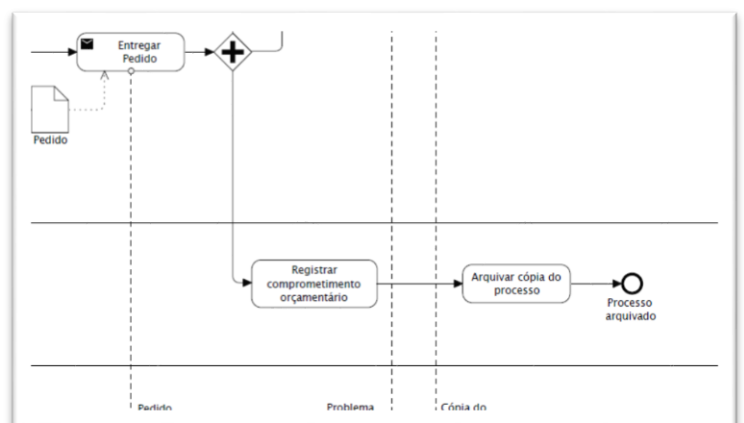 Entregar
Pedido
Pedido
Registrar
comprometimento
orçamentário
Arquivar cópia do
processo
Processo
arquivado
Pedido
Problema
Cópia do